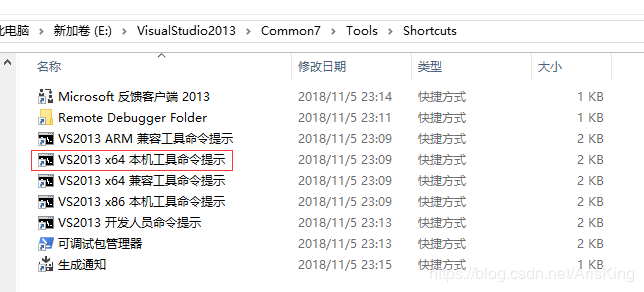 此电脑 > 新加卷 (E:) > VisualStudio2013 > Common7 > Tools > Shortcuts
名称 修改日期 类型 大小
Microsoft 反馈客户端 2013 2018/11/5 23:14 快捷方式 1 KB
Remote Debugger Folder 2018/11/5 23:11 快捷方式 1 KB
VS2013 ARM 兼容工具命令提示 2018/11/5 23:09 快捷方式 2 KB
VS2013 x64 本机工具命令提示 2018/11/5 23:09 快捷方式 2 KB
VS2013 x64 兼容工具命令提示 2018/11/5 23:09 快捷方式 2 KB
VS2013 x86 本机工具命令提示 2018/11/5 23:09 快捷方式 2 KB
VS2013 开发人员命令提示 2018/11/5 23:13 快捷方式 2 KB
可调试包管理器 2018/11/5 23:13 快捷方式 2 KB
生成通知 2018/11/5 23:15 快捷方式 1 KB
https://blog.csdn.net/ArisKing